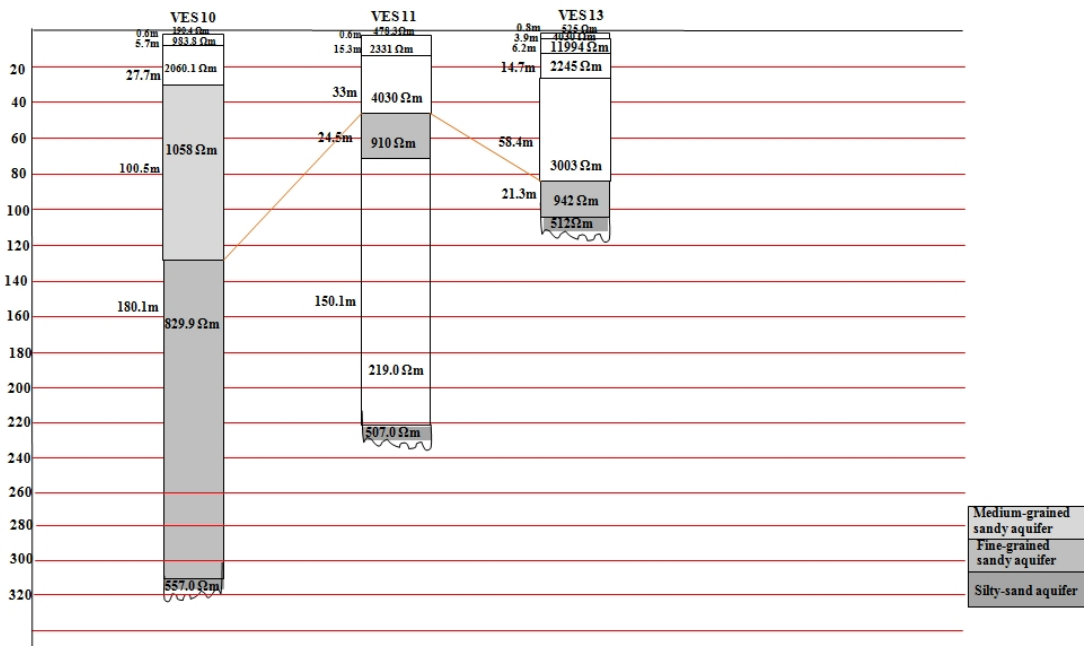 VES 10
VES 11
VES 13
0.6m
190.4 Ωm
5.7m
983.8 Ωm
27.7m
2060.1 Ωm
100.5m
1058 Ωm
180.1m
829.9 Ωm
557.0 Ωm
0.6m
478.3Ωm
15.3m
2331 Ωm
33m
4030 Ωm
24.5m
910 Ωm
150.1m
219.0 Ωm
507.0 Ωm
0.8m
525 Ωm
3.9m
4030 Ωm
6.2m
11994 Ωm
14.7m
2245 Ωm
58.4m
3003 Ωm
21.3m
942 Ωm
512Ωm
20
40
60
80
100
120
140
160
180
200
220
240
260
280
300
320
Medium-grained
sandy aquifer
Fine-grained
sandy aquifer
Silty-sand aquifer